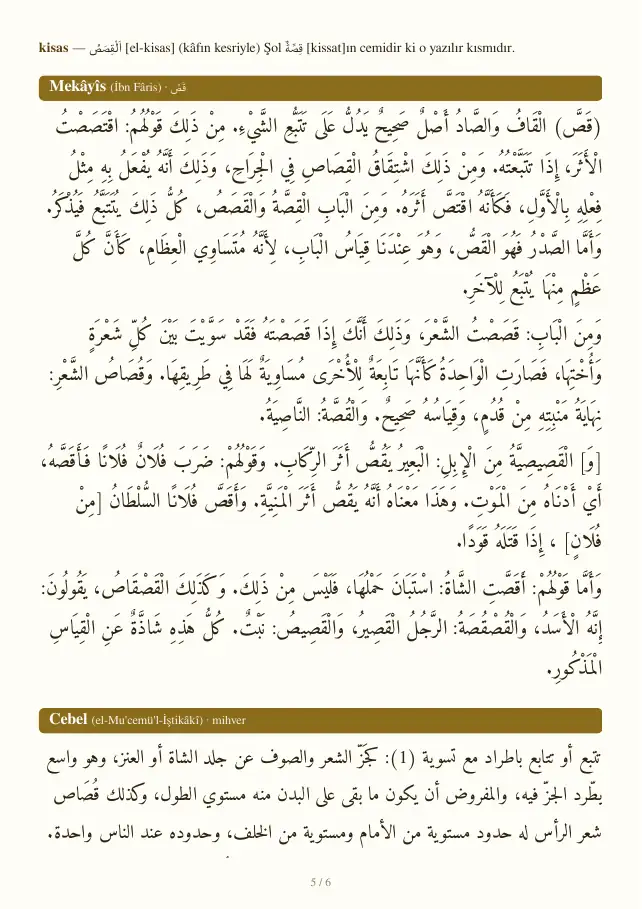 kisas — اَلْقِصَصُ [el-kisas] (kâfın kesriyle) Şol قِصَّةٌ [kissat]ın cemidir ki o yazılır kısmıdır.
Mekâyîs (İbn Fâris) · قَصّ
(قَصَّ) الْقَافُ وَالصَّادُ أَصْلٌ صَحِيحٌ يَدُلُّ عَلَى تَتَبُّعِ الشَّيْءِ. مِنْ ذَلِكَ قَوْلُهُمُ: اقْتَصَصْتُ
الْأَثَرَ، إِذَا تَتَبَّعْتُهُ. وَمِنْ ذَلِكَ اشْتِقَاقُ الْقِصَاصِ فِي الْجِرَاحِ، وَذَلِكَ أَنَّهُ يُفْعَلُ بِهِ مِثْلُ
فِعْلِهِ بِالْأَوَّلِ، فَكَأَنَّهُ اقْتَصَّ أَثَرَهُ. وَمِنَ الْبَابِ الْقِصَّةُ وَالْقَصَصُ، كُلُّ ذَلِكَ يُتَتَبَّعُ فَيُذْكَرُ.
وَأَمَّا الصَّدْرُ فَهُوَ الْقَصُّ، وَهُوَ عِنْدَنَا قِيَاسُ الْبَابِ، لِأَنَّهُ مُتَسَاوِي الْعِظَامِ، كَأَنَّ كُلَّ
عَظْمٍ مِنْهَا يُتْبَعُ لِلْآخَرِ.
وَمِنَ الْبَابِ: قَصَصْتُ الشَّعْرَ، وَذَلِكَ أَنَّكَ إِذَا قَصَصْتَهُ فَقَدْ سَوَّيْتَ بَيْنَ كُلِّ شَعْرَةٍ
وَأُخْتِهَا، فَصَارَتِ الْوَاحِدَةُ كَأَنَّهَا تَابِعَةٌ لِلْأُخْرَى مُسَاوِيَةٌ لَهَا فِي طَرِيقِهَا. وَقُصَاصُ الشَّعْرِ:
نِهَايَةُ مَنْبِتِهِ مِنْ قُدُمٍ، وَقِيَاسُهُ صَحِيحٌ. وَالْقُصَّةُ: النَّاصِيَةُ.
[وَ] الْقَصِيصِيَّةُ مِنَ الْإِبِلِ: الْبَعِيرُ يَقُصُّ أَثَرَ الرِّكَابِ. وَقَوْلُهُمْ: ضَرَبَ فُلَانٌ فُلَانًا فَأَقَصَّهُ،
أَيْ أَدْنَاهُ مِنَ الْمَوْتِ. وَهَذَا مَعْنَاهُ أَنَّهُ يَقُصُّ أَثَرَ الْمَنِيَّةِ. وَأَقَصَّ فُلَانًا السُّلْطَانُ [مِنْ
فُلَانٍ] ، إِذَا قَتَلَهُ قَوَدًا.
وَأَمَّا قَوْلُهُمْ: أَقَصَّتِ الشَّاةُ: اسْتَبَانَ حَمْلُهَا، فَلَيْسَ مِنْ ذَلِكَ. وَكَذَلِكَ الْقَصْقَاصُ، يَقُولُونَ:
إِنَّهُ الْأَسَدُ، وَالْقُصْقُصَةُ: الرَّجُلُ الْقَصِيرُ، وَالْقَصِيصُ: نَبْتٌ. كُلُّ هَذِهِ شَاذَّةٌ عَنِ الْقِيَاسِ
الْمَذْكُورِ.
Cebel (el-Mu'cemü'l-İştikâkî) · mihver
تتبع أو تتابع باطراد مع تسوية (1): كجَزّ الشعر والصوف عن جلد الشاة أو العنز، وهو واسع
يطّرد الجزّ فيه، والمفروض أن يكون ما بقى على البدن منه مستوي الطول، وكذلك قُصَاص
شعر الرأس له حدود مستوية من الأمام ومستوية من الخلف، وحدوده عند الناس واحدة.
5 / 6